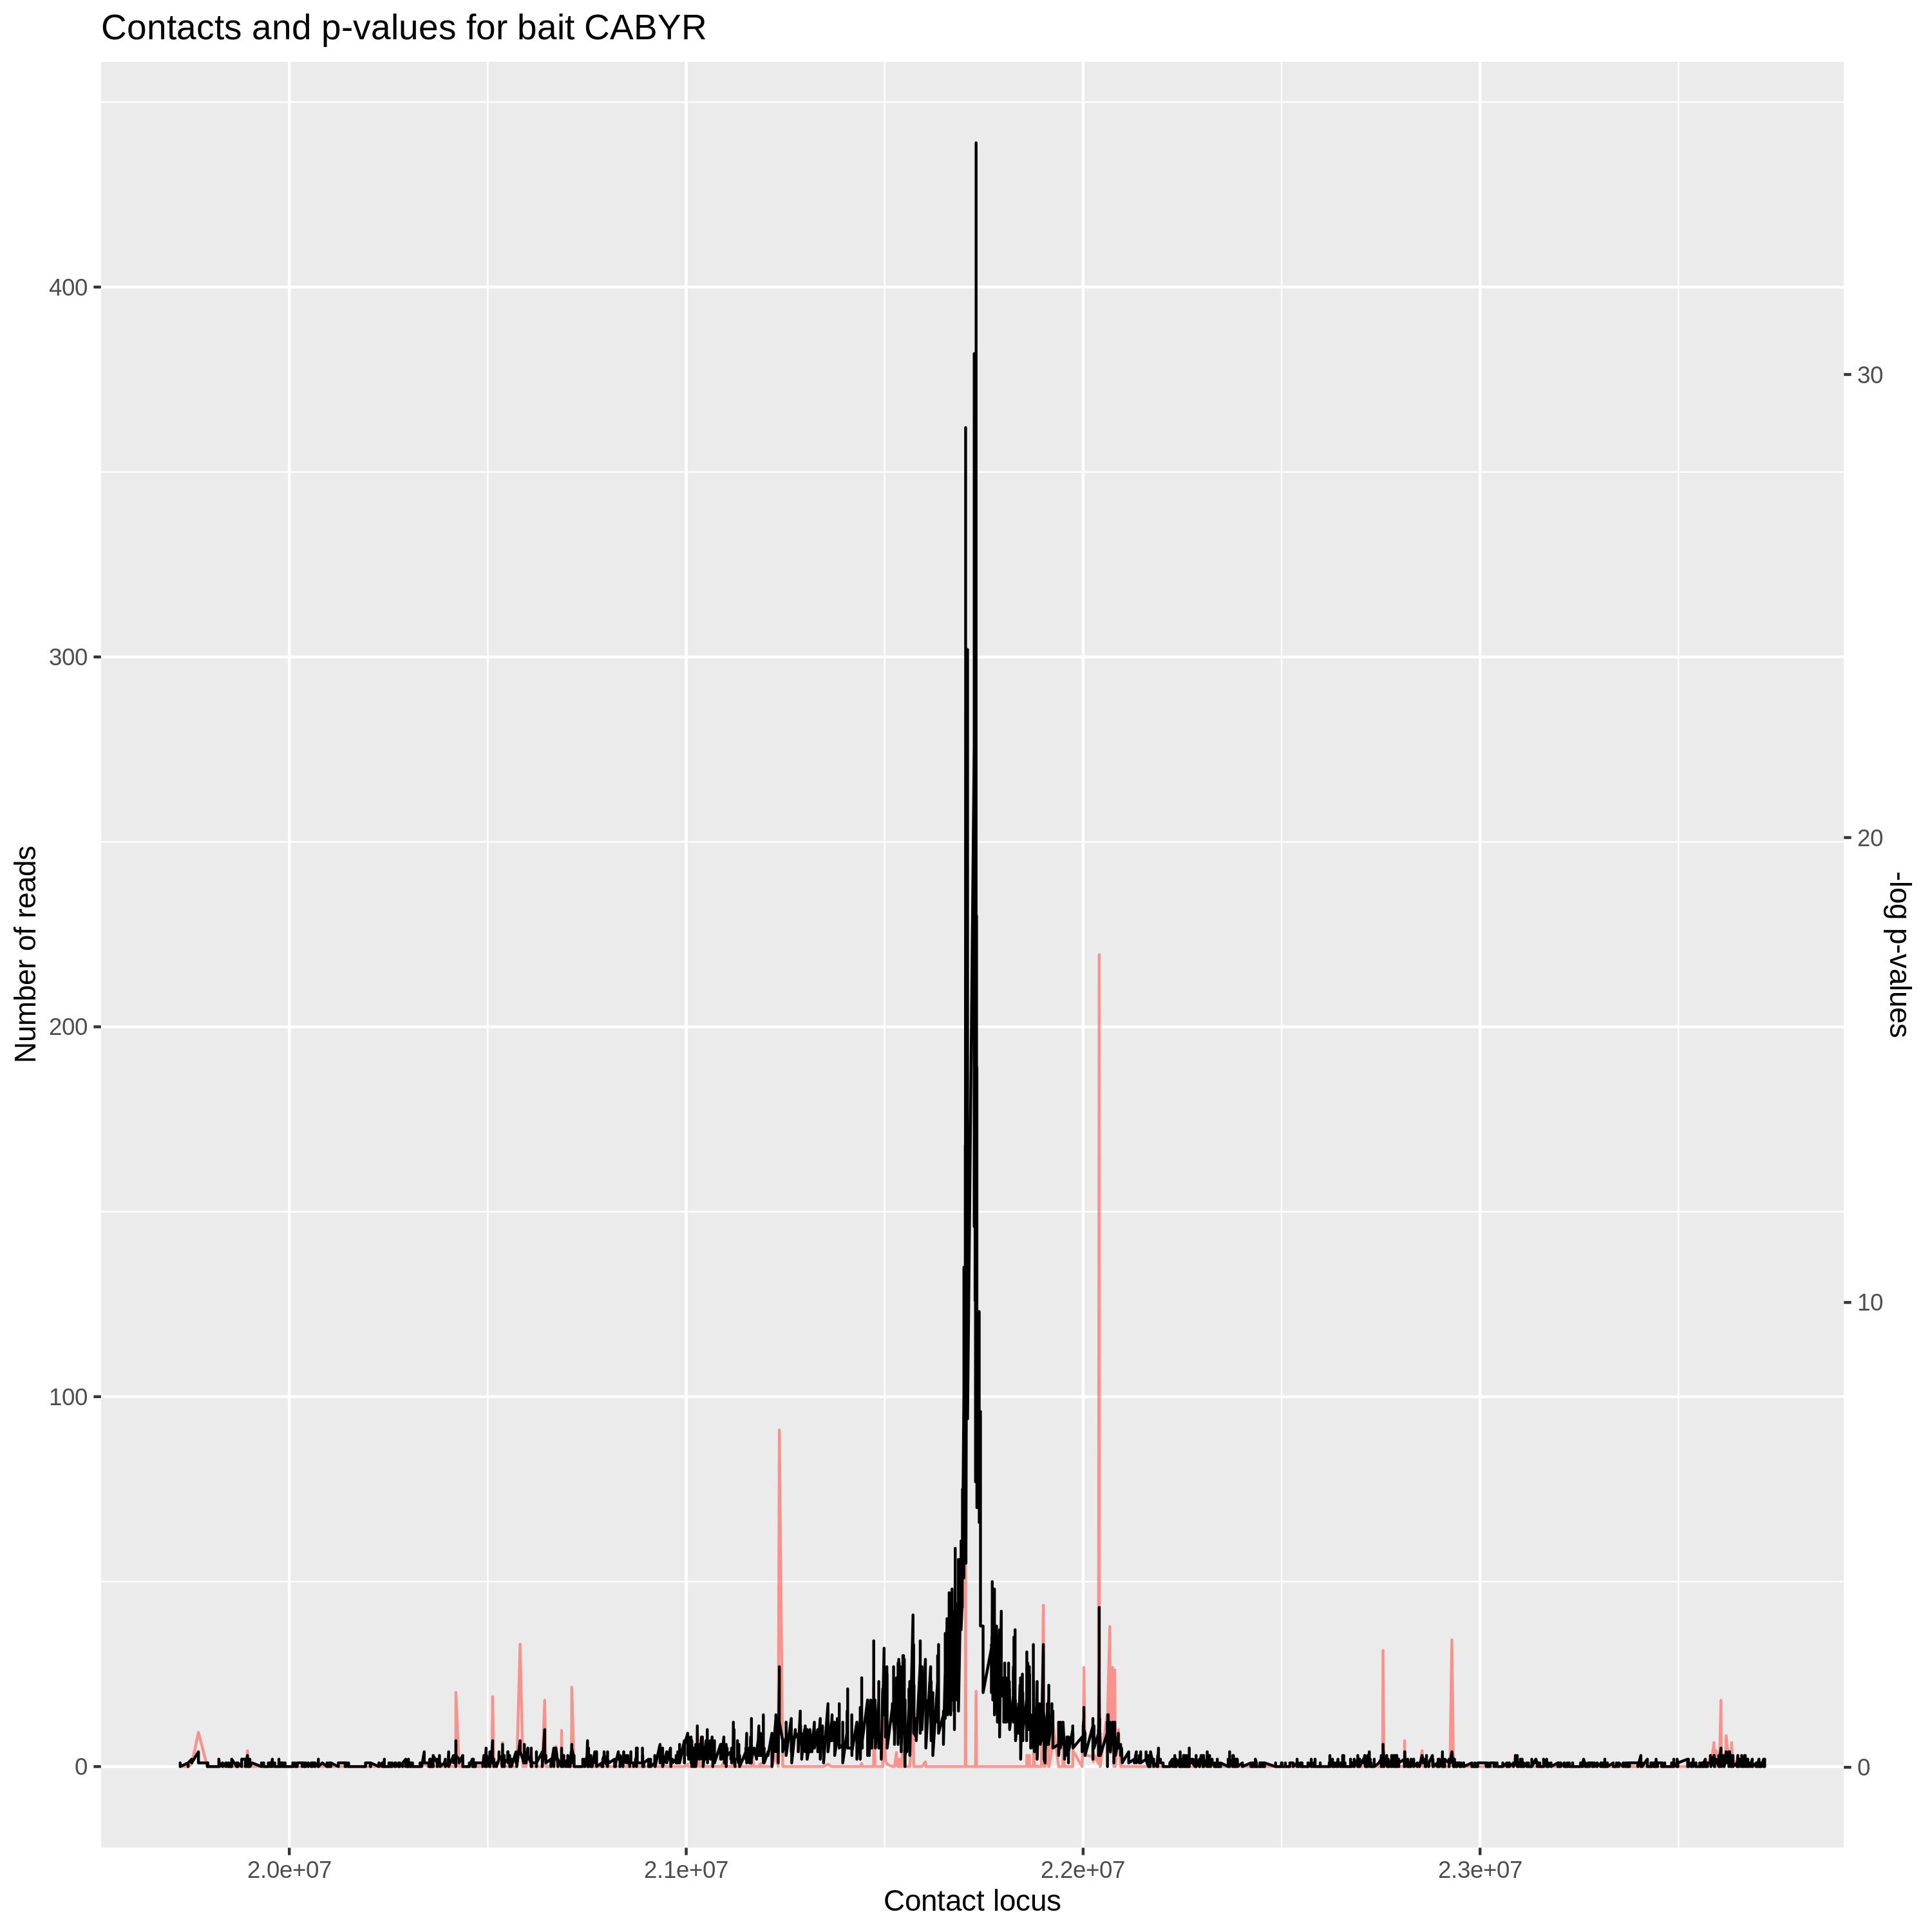 Contacts and p-values for bait CABYR
400
300
200
100
0
Number of reads
30
20
10
0
-log p-values
2.0e+07
2.1e+07
2.2e+07
2.3e+07
Contact locus